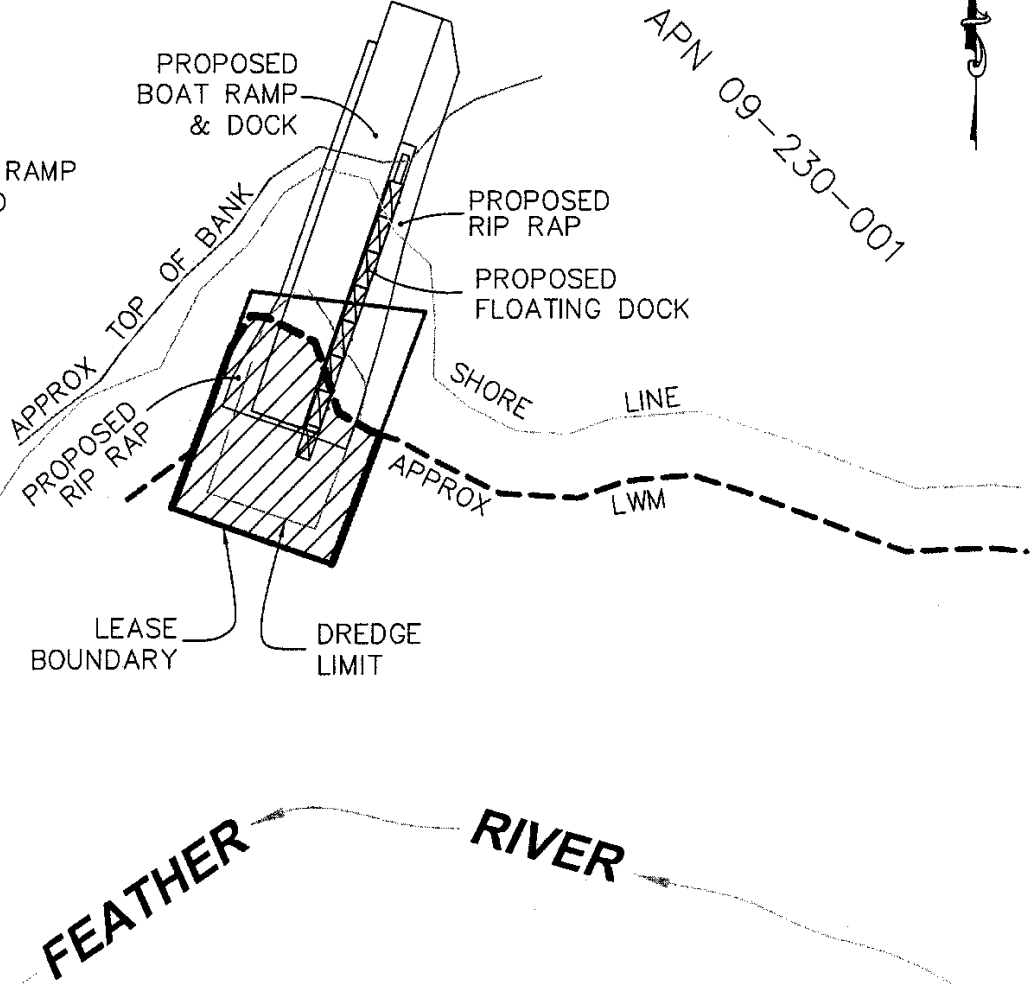 PROPOSED
BOAT RAMP
& DOCK
APN 09-230-001
RAMP
APPROX TOP OF BANK
PROPOSED
RIP RAP
PROPOSED
FLOATING DOCK
SHORE LINE
PROPOSED
RIP RAP
APPROX LWM
LEASE
BOUNDARY
DREDGE
LIMIT
FEATHER RIVER